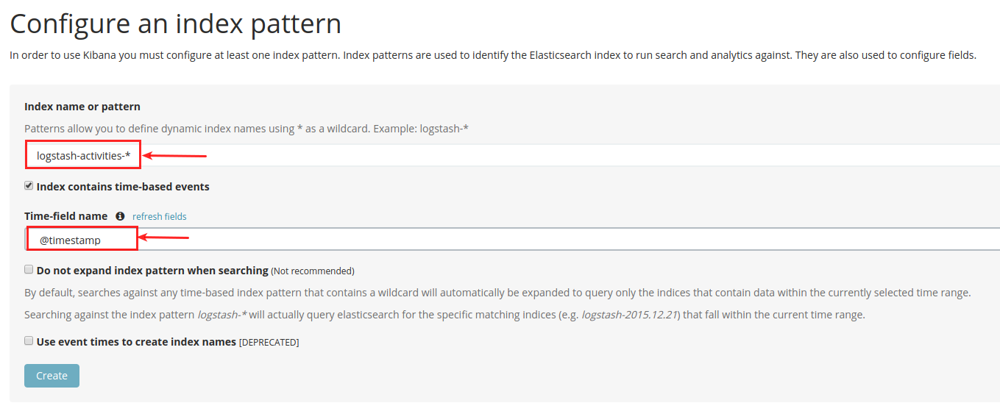 Configure an index pattern
In order to use Kibana you must configure at least one index pattern. Index patterns are used to identify the Elasticsearch index to run search and analytics against. They are also used to configure fields.
Index name or pattern
Patterns allow you to define dynamic index names using * as a wildcard. Example: logstash-*
logstash-activities-*
Index contains time-based events
Time-field name refresh fields
@timestamp
Do not expand index pattern when searching (Not recommended)
By default, searches against any time-based index pattern that contains a wildcard will automatically be expanded to query only the indices that contain data within the currently selected time range.
Searching against the index pattern logstash-* will actually query elasticsearch for the specific matching indices (e.g. logstash-2015.12.21) that fall within the current time range.
Use event times to create index names [DEPRECATED]
Create